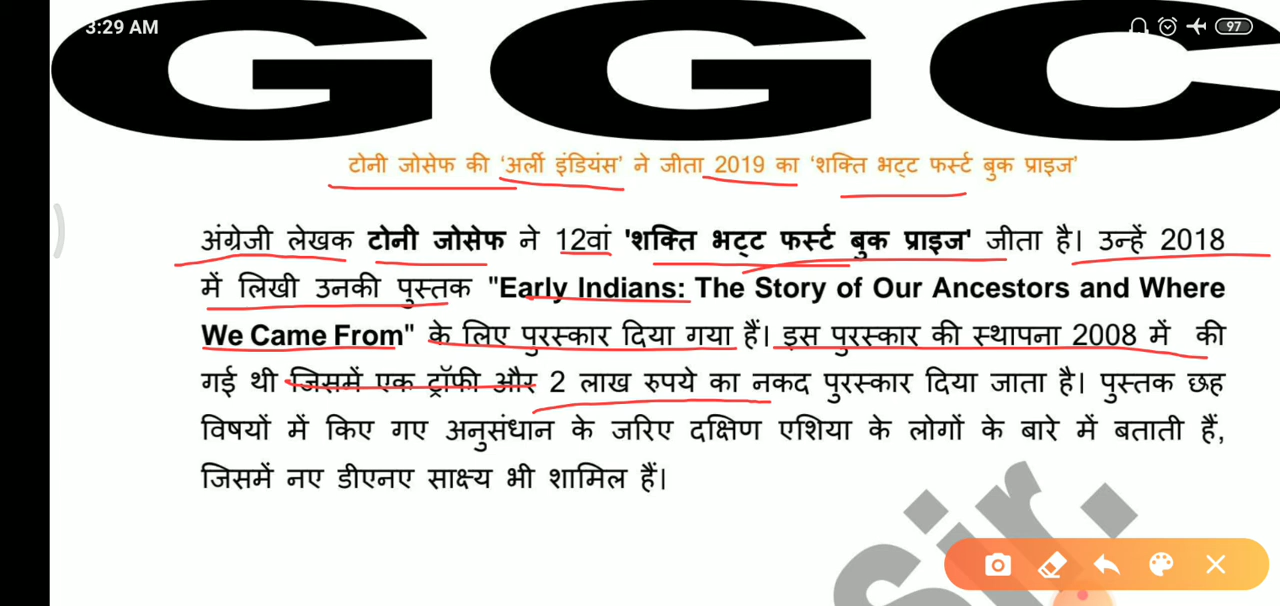 3:29 AM
97
GGC
टोनी जोसेफ की 'अर्ली इंडियंस' ने जीता 2019 का 'शक्ति भट्ट फर्स्ट बुक प्राइज'
अंग्रेजी लेखक टोनी जोसेफ ने 12वां 'शक्ति भट्ट फर्स्ट बुक प्राइज' जीता है। उन्हें 2018
में लिखी उनकी पुस्तक "Early Indians: The Story of Our Ancestors and Where
We Came From" के लिए पुरस्कार दिया गया हैं। इस पुरस्कार की स्थापना 2008 में की
गई थी जिसमें एक ट्रॉफी और 2 लाख रुपये का नकद पुरस्कार दिया जाता है। पुस्तक छह
विषयों में किए गए अनुसंधान के जरिए दक्षिण एशिया के लोगों के बारे में बताती हैं,
जिसमें नए डीएनए साक्ष्य भी शामिल हैं।
Sir.